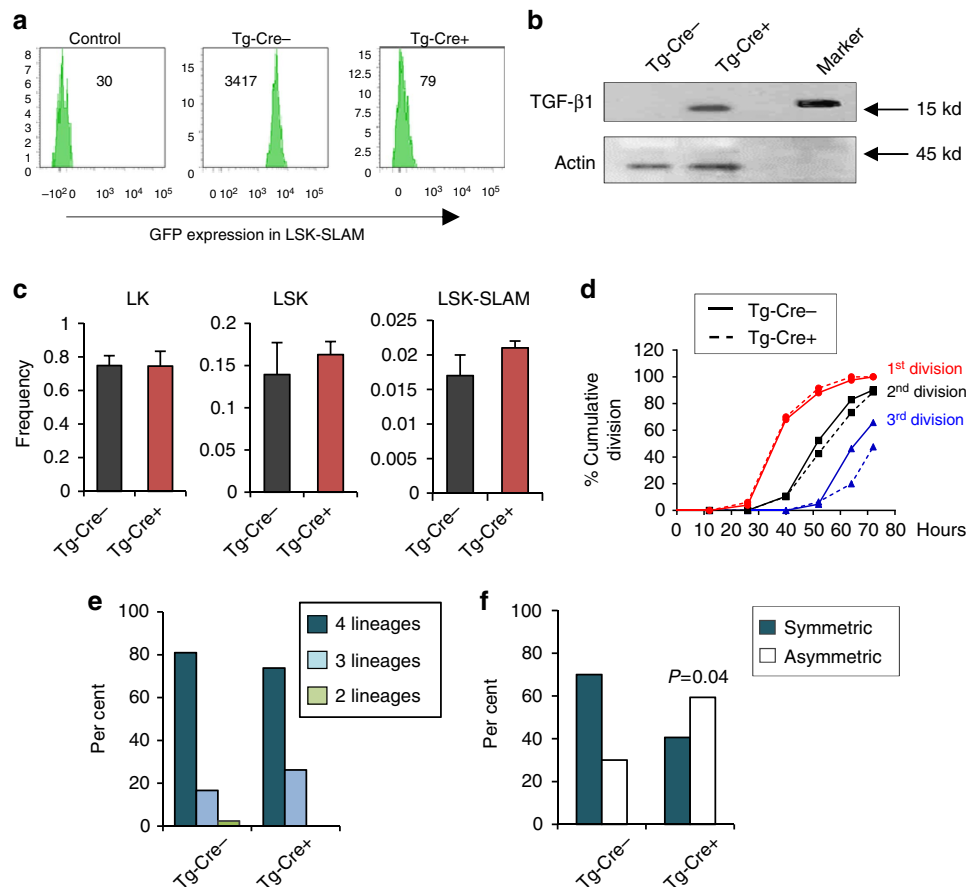 a
Control
Tg-Cre–
Tg-Cre+
8
7
6
5
4
3
2
1
0
30
–10² 0 10³ 10⁴ 10⁵
15
10
5
0
3417
0 10² 10³ 10⁴ 10⁵
15
12.5
10
7.5
5
2.5
0
79
0 10³ 10⁴ 10⁵
GFP expression in LSK-SLAM
b
Tg-Cre–
Tg-Cre+
Marker
TGF-β1
15 kd
Actin
45 kd
c
LK
Frequency
1
0.8
0.6
0.4
0.2
0
Tg-Cre–
Tg-Cre+
LSK
0.2
0.15
0.1
0.05
0
Tg-Cre–
Tg-Cre+
LSK-SLAM
0.025
0.02
0.015
0.01
0.005
0
Tg-Cre–
Tg-Cre+
d
Tg-Cre–
Tg-Cre+
% Cumulative
division
120
100
80
60
40
20
0
0 10 20 30 40 50 60 70 80 Hours
1st division
2nd division
3rd division
e
Per cent
100
80
60
40
20
0
Tg-Cre–
Tg-Cre+
4 lineages
3 lineages
2 lineages
f
Per cent
100
80
60
40
20
0
Tg-Cre–
Tg-Cre+
Symmetric
Asymmetric
P=0.04